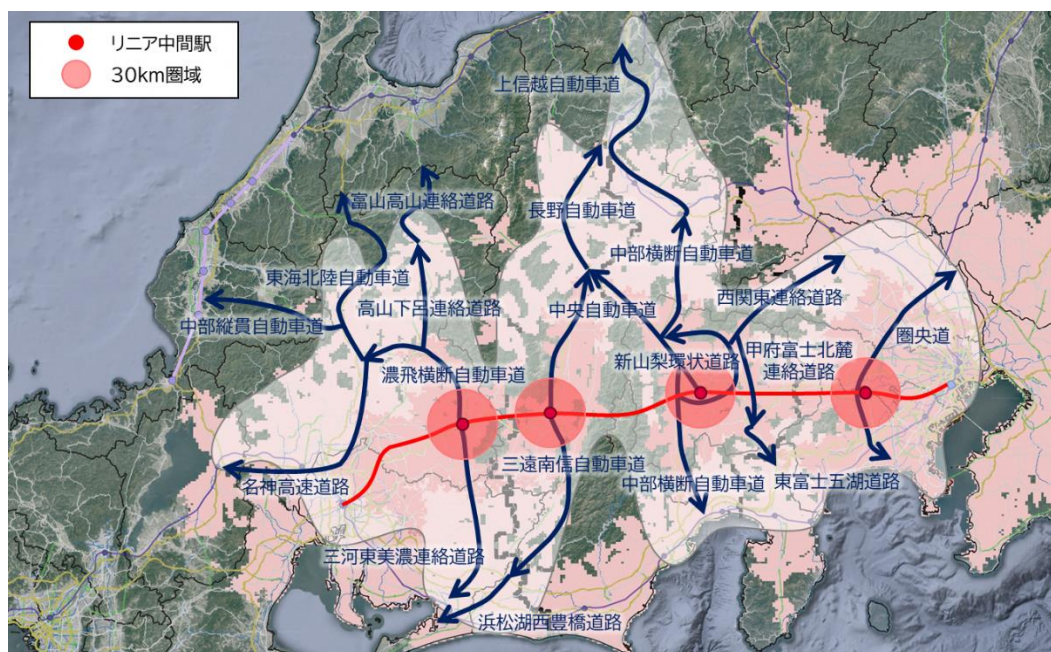 リニア中間駅
30km圏域
上信越自動車道
富山高山連絡道路
長野自動車道
東海北陸自動車道
中部横断自動車道
西関東連絡道路
中部縦貫自動車道
高山下呂連絡道路
中央自動車道
新山梨環状道路
甲府富士北麓
連絡道路
圏央道
濃飛横断自動車道
名神高速道路
三遠南信自動車道
中部横断自動車道
東富士五湖道路
三河東美濃連絡道路
浜松湖西豊橋道路